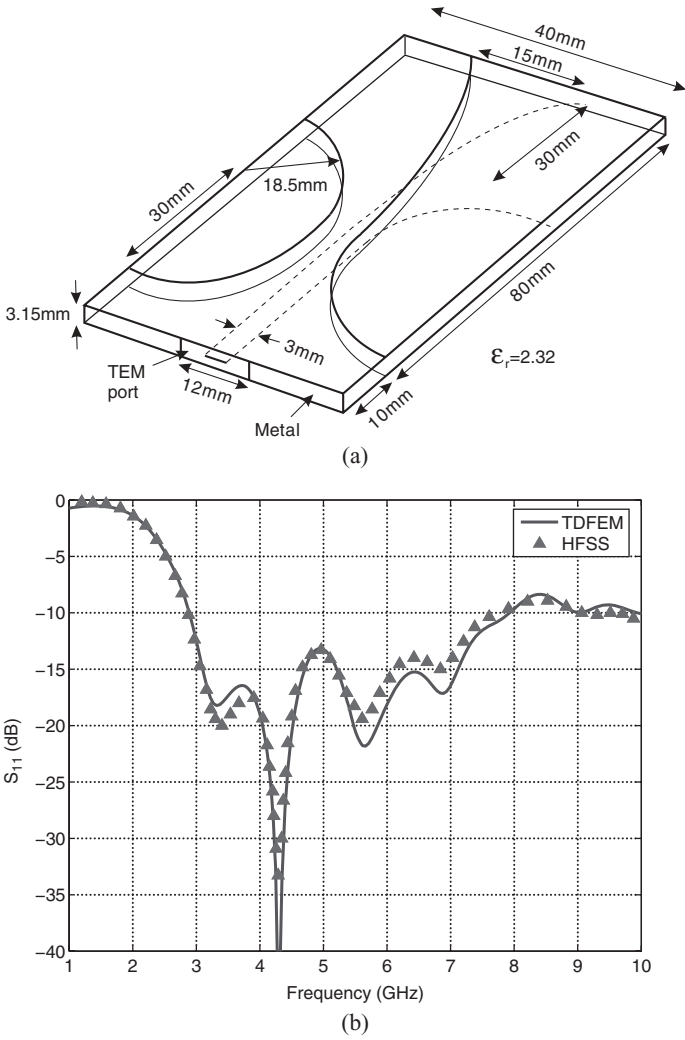 40mm
15mm
30mm
18.5mm
30mm
80mm
3.15mm
3mm
TEM
port
12mm
εr=2.32
10mm
Metal
(a)
0
−5
−10
−15
−20
−25
−30
−35
−40
S11 (dB)
TDFEM
HFSS
1 2 3 4 5 6 7 8 9 10
Frequency (GHz)
(b)